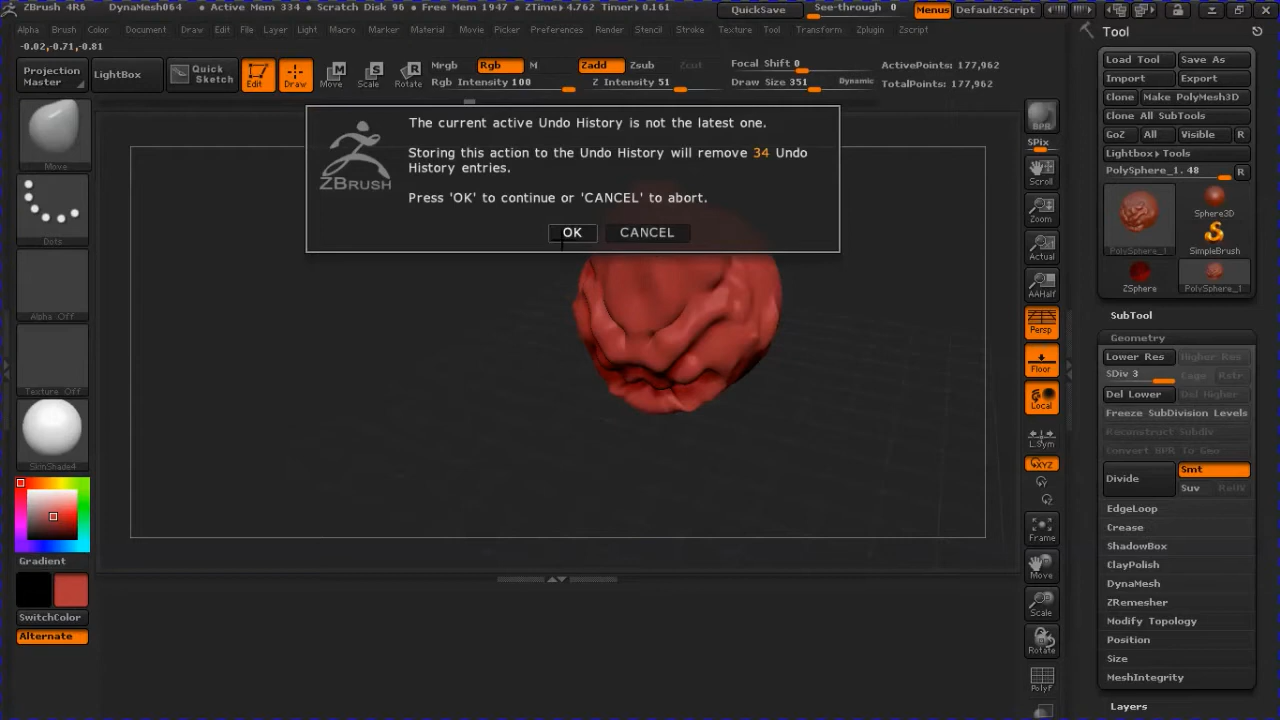 ZBrush 4R6 DynaMesh064 • Active Mem 334 • Scratch Disk 96 • Free Mem 1947 • ZTime▸4.762 Timer▸0.161 QuickSave See-through 0 Menus DefaultZScript
Alpha Brush Color Document Draw Edit File Layer Light Macro Marker Material Movie Picker Preferences Render Stencil Stroke Texture Tool Transform Zplugin Zscript
-0.02,-0.71,-0.81
Projection Master
LightBox
Quick Sketch
Edit
Draw
Move
Scale
Rotate
Mrgb Rgb M
Rgb Intensity 100
Zadd Zsub Zcut
Z Intensity 51
Focal Shift 0
Draw Size 351 Dynamic
ActivePoints: 177,962
TotalPoints: 177,962
Move
Dots
Alpha Off
Texture Off
SkinShade4
Gradient
SwitchColor
Alternate
ZBRUSH
The current active Undo History is not the latest one.
Storing this action to the Undo History will remove 34 Undo
History entries.
Press 'OK' to continue or 'CANCEL' to abort.
OK CANCEL
BPR
SPix
Scroll
Zoom
Actual
AAHalf
Persp
Floor
Local
L.Sym
XYZ
Y
Z
Frame
Move
Scale
Rotate
PolyF
Tool
Load Tool Save As
Import Export
Clone Make PolyMesh3D
Clone All SubTools
GoZ All Visible R
Lightbox▸Tools
PolySphere_1. 48 R
PolySphere_1
Sphere3D
SimpleBrush
ZSphere
PolySphere_1
SubTool
Geometry
Lower Res Higher Res
SDiv 3 Cage Rstr
Del Lower Del Higher
Freeze SubDivision Levels
Reconstruct Subdiv
Convert BPR To Geo
Divide
Smt
Suv ReUV
EdgeLoop
Crease
ShadowBox
ClayPolish
DynaMesh
ZRemesher
Modify Topology
Position
Size
MeshIntegrity
Layers